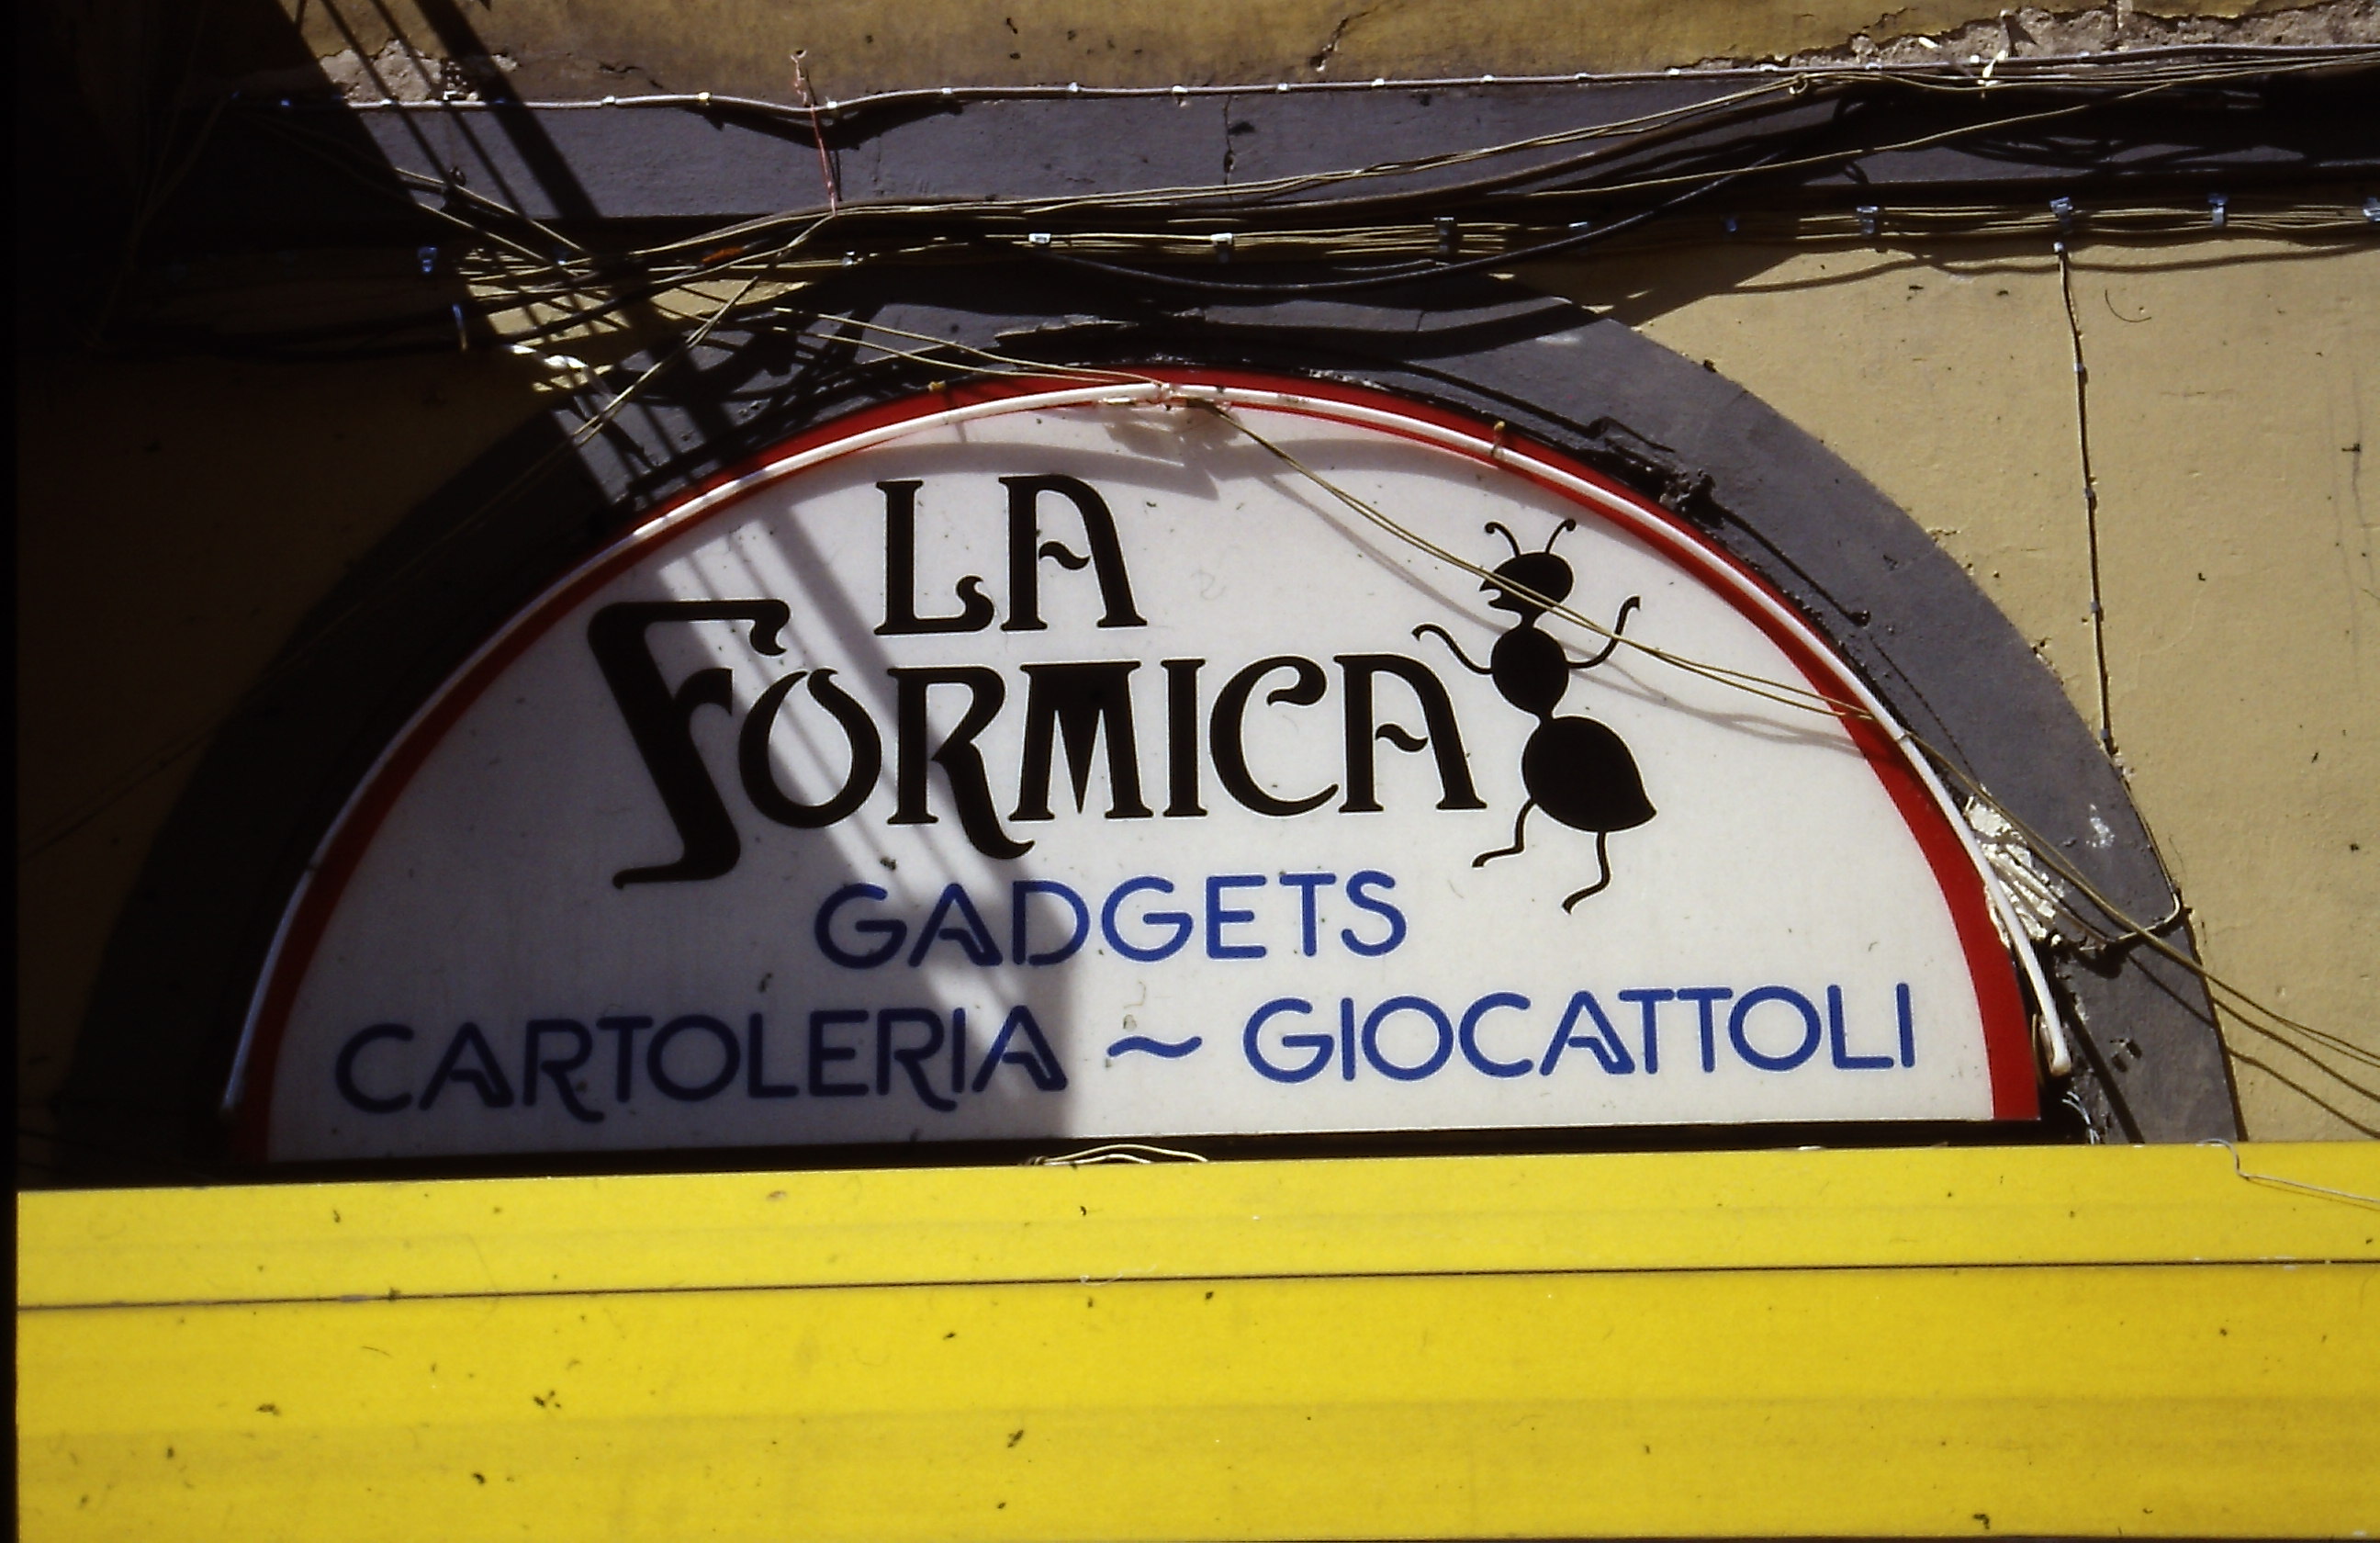 LA
FORMICA
GADGETS
CARTOLERIA ~ GIOCATTOLI